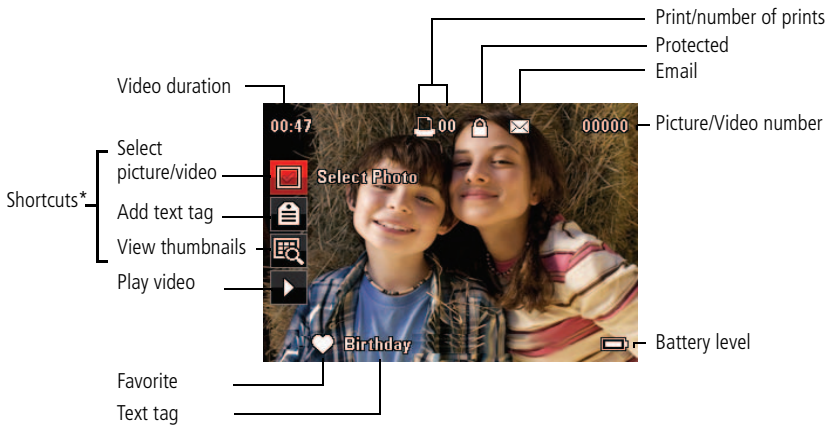 Print/number of prints
Protected
Email
Video duration
00:47
00
00000
Picture/Video number
Select
picture/video
Select Photo
Shortcuts*
Add text tag
View thumbnails
Play video
Birthday
Battery level
Favorite
Text tag